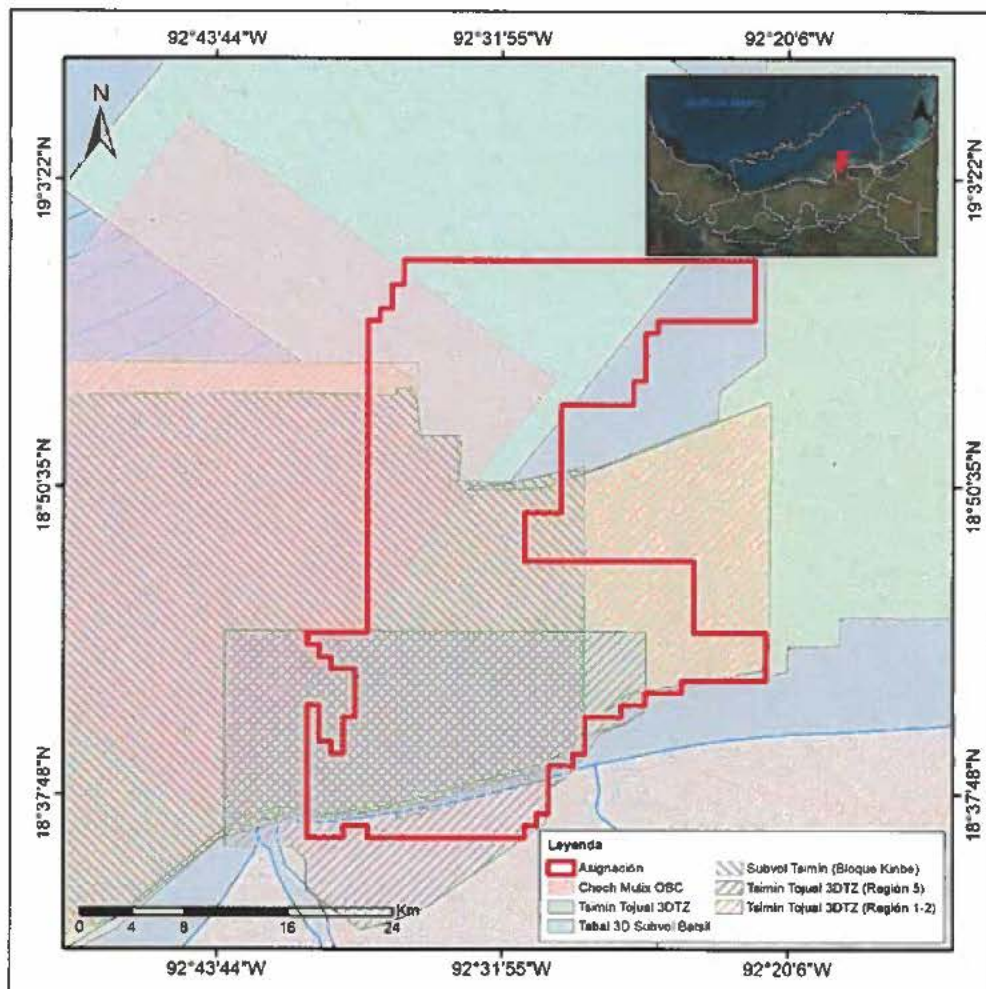 92°43'44"W 92°31'55"W 92°20'6"W
N
19°3'22"N 19°3'22"N
18°50'35"N 18°50'35"N
18°37'48"N 18°37'48"N
Km
0 4 8 16 24
Leyenda
Asignación
Choch Mulix OBC
Tsimin Tojual 3DTZ
Tabal 3D Subvol Batsil
Subvol Tsimin (Bloque Kinbe)
Tsimin Tojual 3DTZ (Región 5)
Tsimin Tojual 3DTZ (Región 1-2)
92°43'44"W 92°31'55"W 92°20'6"W